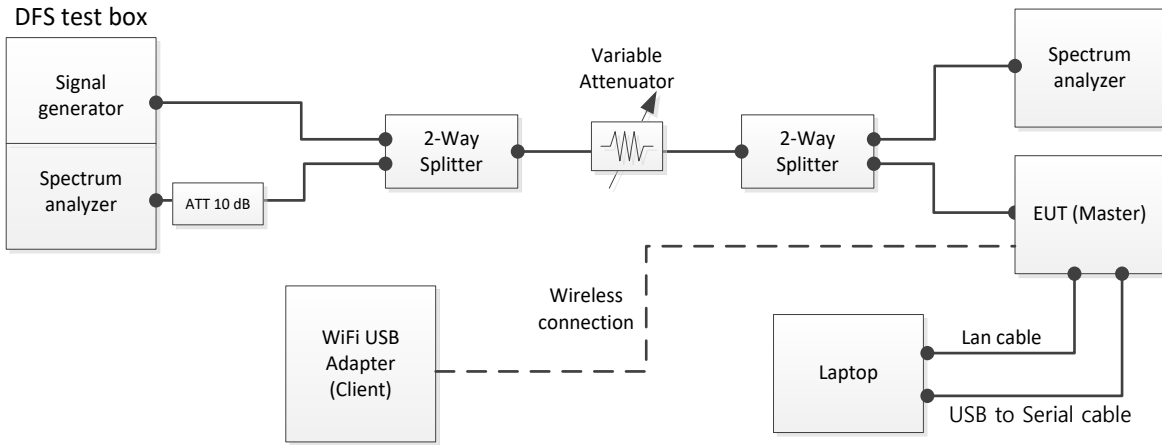 DFS test box
Signal
generator
Spectrum
analyzer
ATT 10 dB
2-Way
Splitter
Variable
Attenuator
2-Way
Splitter
Spectrum
analyzer
EUT (Master)
Wireless
connection
WiFi USB
Adapter
(Client)
Laptop
Lan cable
USB to Serial cable